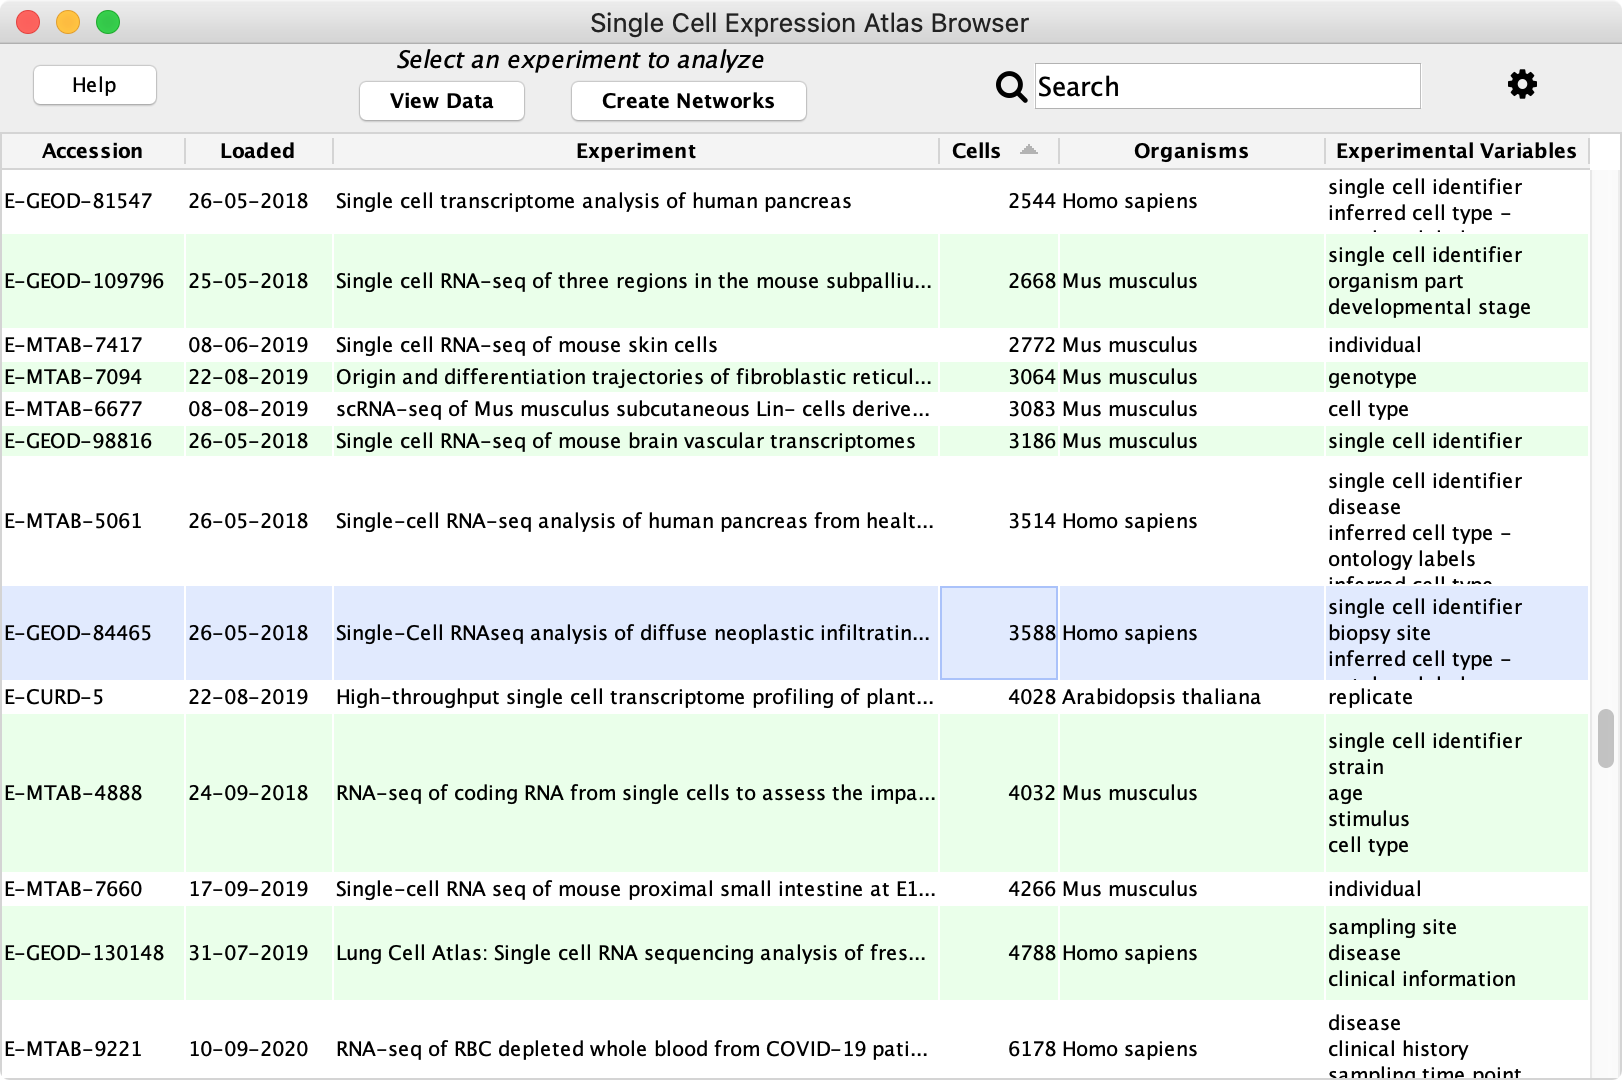 Single Cell Expression Atlas Browser
Select an experiment to analyze
Help
View Data
Create Networks
Search
Accession Loaded Experiment Cells Organisms Experimental Variables
E-GEOD-81547 26-05-2018 Single cell transcriptome analysis of human pancreas 2544 Homo sapiens single cell identifier
inferred cell type -
E-GEOD-109796 25-05-2018 Single cell RNA-seq of three regions in the mouse subpalliu... 2668 Mus musculus single cell identifier
organism part
developmental stage
E-MTAB-7417 08-06-2019 Single cell RNA-seq of mouse skin cells 2772 Mus musculus individual
E-MTAB-7094 22-08-2019 Origin and differentiation trajectories of fibroblastic reticul... 3064 Mus musculus genotype
E-MTAB-6677 08-08-2019 scRNA-seq of Mus musculus subcutaneous Lin- cells derive... 3083 Mus musculus cell type
E-GEOD-98816 26-05-2018 Single cell RNA-seq of mouse brain vascular transcriptomes 3186 Mus musculus single cell identifier
E-MTAB-5061 26-05-2018 Single-cell RNA-seq analysis of human pancreas from healt... 3514 Homo sapiens single cell identifier
disease
inferred cell type -
ontology labels
inferred cell type
E-GEOD-84465 26-05-2018 Single-Cell RNAseq analysis of diffuse neoplastic infiltratin... 3588 Homo sapiens single cell identifier
biopsy site
inferred cell type -
E-CURD-5 22-08-2019 High-throughput single cell transcriptome profiling of plant... 4028 Arabidopsis thaliana replicate
E-MTAB-4888 24-09-2018 RNA-seq of coding RNA from single cells to assess the impa... 4032 Mus musculus single cell identifier
strain
age
stimulus
cell type
E-MTAB-7660 17-09-2019 Single-cell RNA seq of mouse proximal small intestine at E1... 4266 Mus musculus individual
E-GEOD-130148 31-07-2019 Lung Cell Atlas: Single cell RNA sequencing analysis of fres... 4788 Homo sapiens sampling site
disease
clinical information
E-MTAB-9221 10-09-2020 RNA-seq of RBC depleted whole blood from COVID-19 pati... 6178 Homo sapiens disease
clinical history
sampling time point